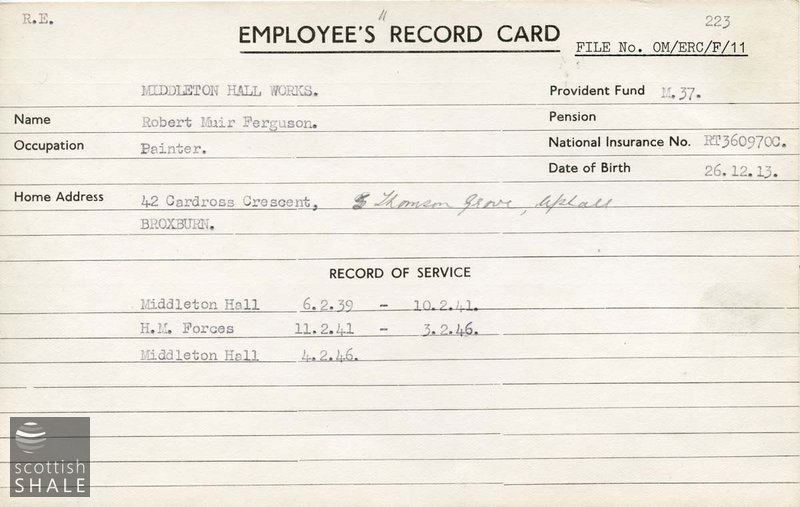 R.E.
"
223
EMPLOYEE'S RECORD CARD
FILE No. OM/ERC/F/11
MIDDLETON HALL WORKS.
Provident Fund M.37.
Name Robert Muir Ferguson.
Pension
Occupation Painter.
National Insurance No. RT360970C.
Date of Birth 26.12.13.
Home Address 42 Cardross Crescent, 5 Thomson Grove, Uphall
BROXBURN.
RECORD OF SERVICE
Middleton Hall 6.2.39 - 10.2.41.
H.M. Forces 11.2.41 - 3.2.46.
Middleton Hall 4.2.46.
scottish
SHALE